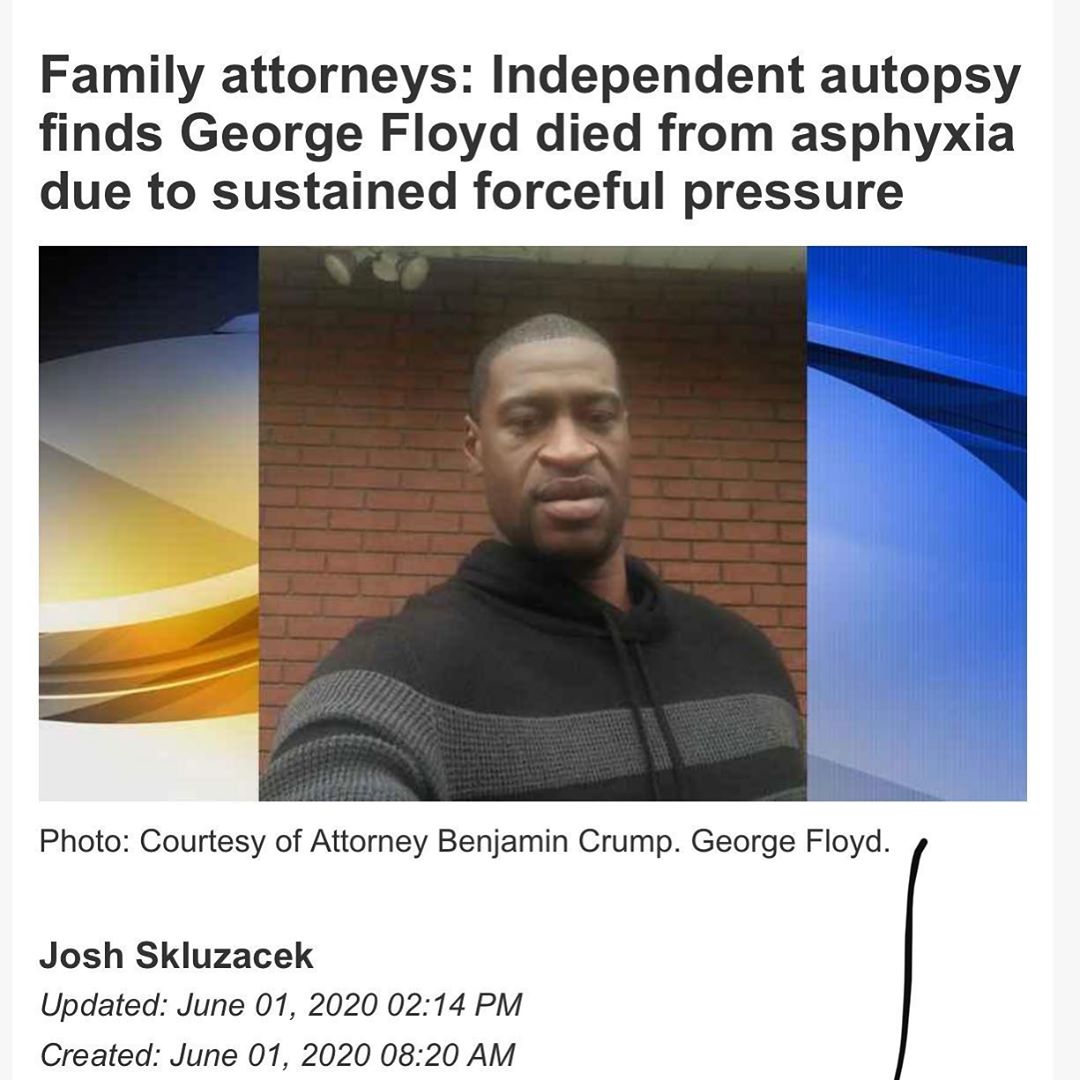 Family attorneys: Independent autopsy
finds George Floyd died from asphyxia
due to sustained forceful pressure
Photo: Courtesy of Attorney Benjamin Crump. George Floyd.
Josh Skluzacek
Updated: June 01, 2020 02:14 PM
Created: June 01, 2020 08:20 AM